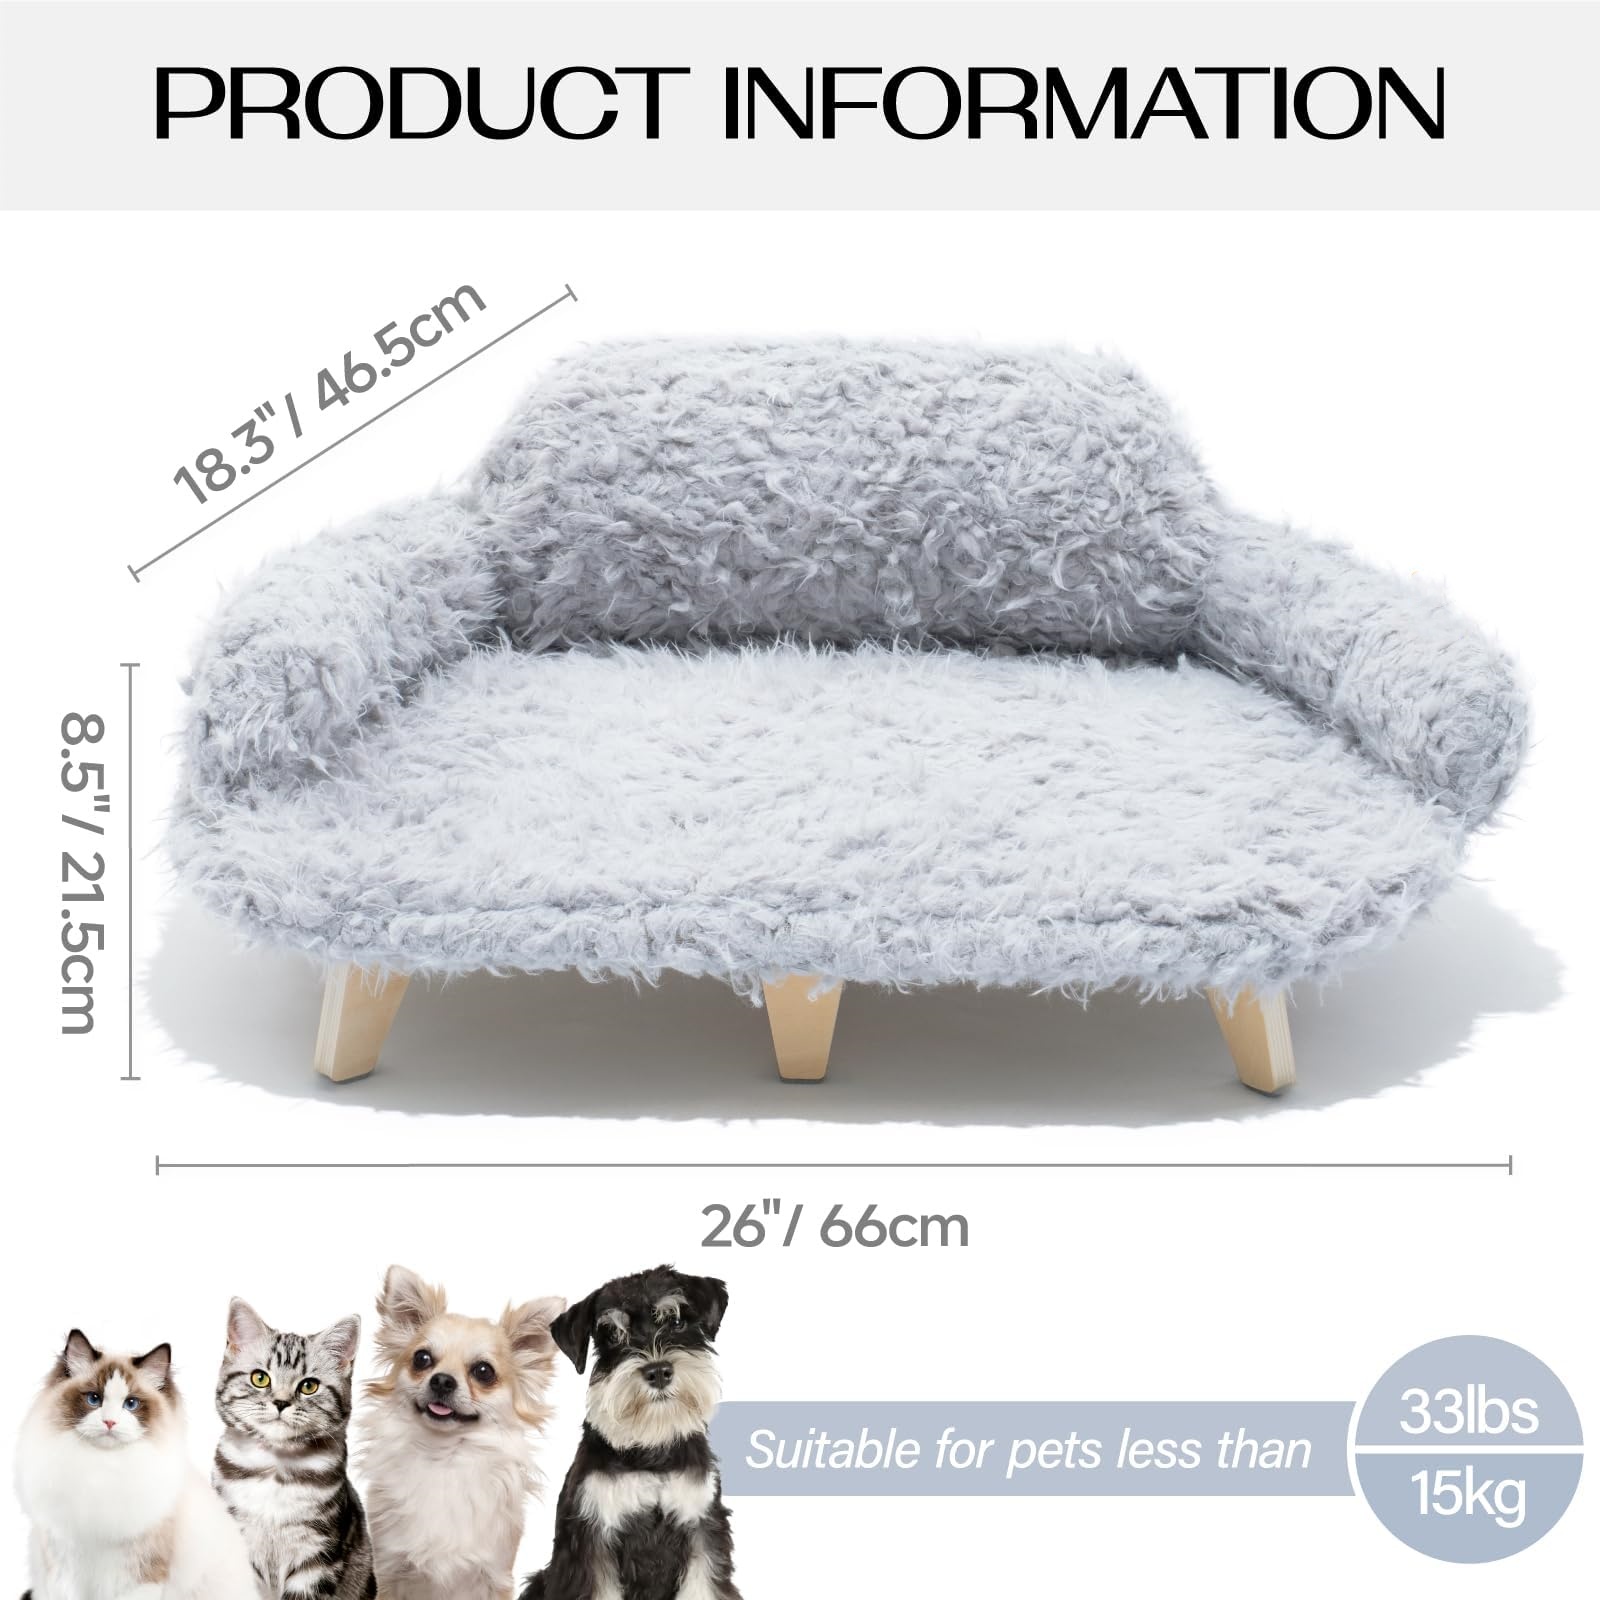 PRODUCT INFORMATION
18.3"/ 46.5cm
8.5"/ 21.5cm
26"/ 66cm
Suitable for pets less than
33lbs
15kg